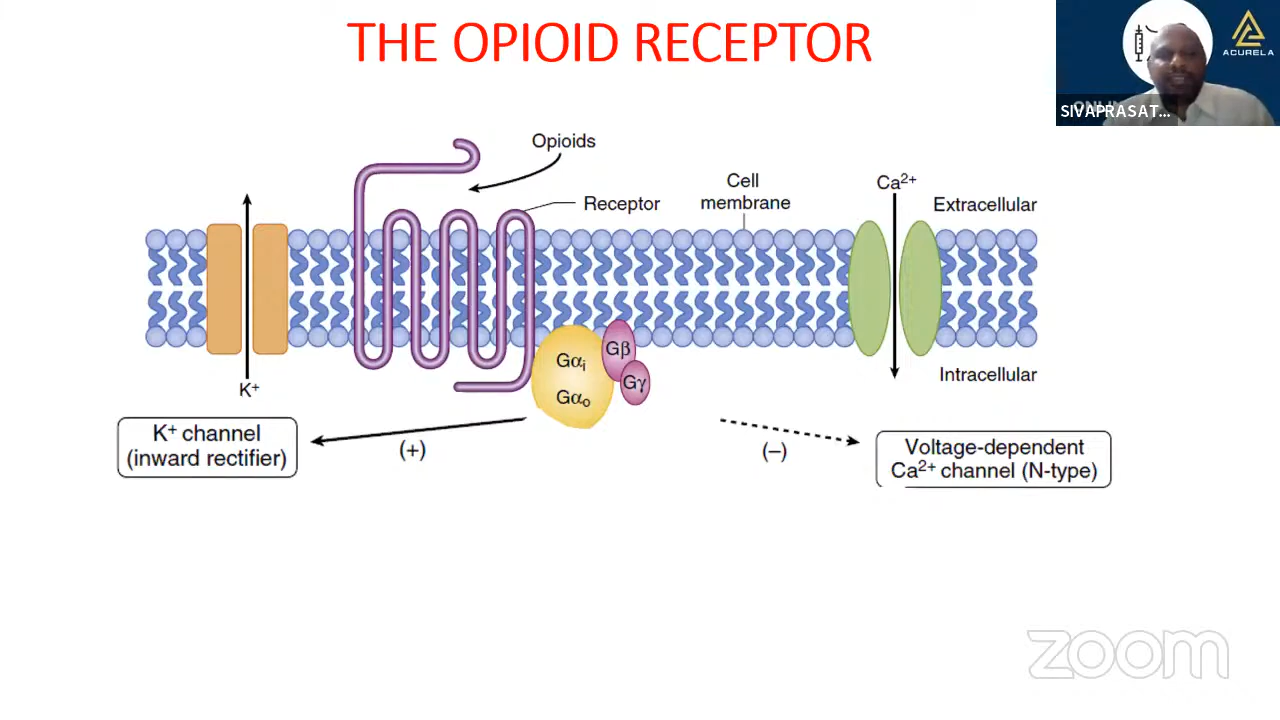 THE OPIOID RECEPTOR
ACURELA
SIVAPRASAT...
Opioids
Receptor
Cell
membrane
Ca²⁺
Extracellular
Gβ
Gαᵢ
Gγ
Gαₒ
Intracellular
K⁺
K⁺ channel
(inward rectifier)
(+)
(–)
Voltage-dependent
Ca²⁺ channel (N-type)
zoom